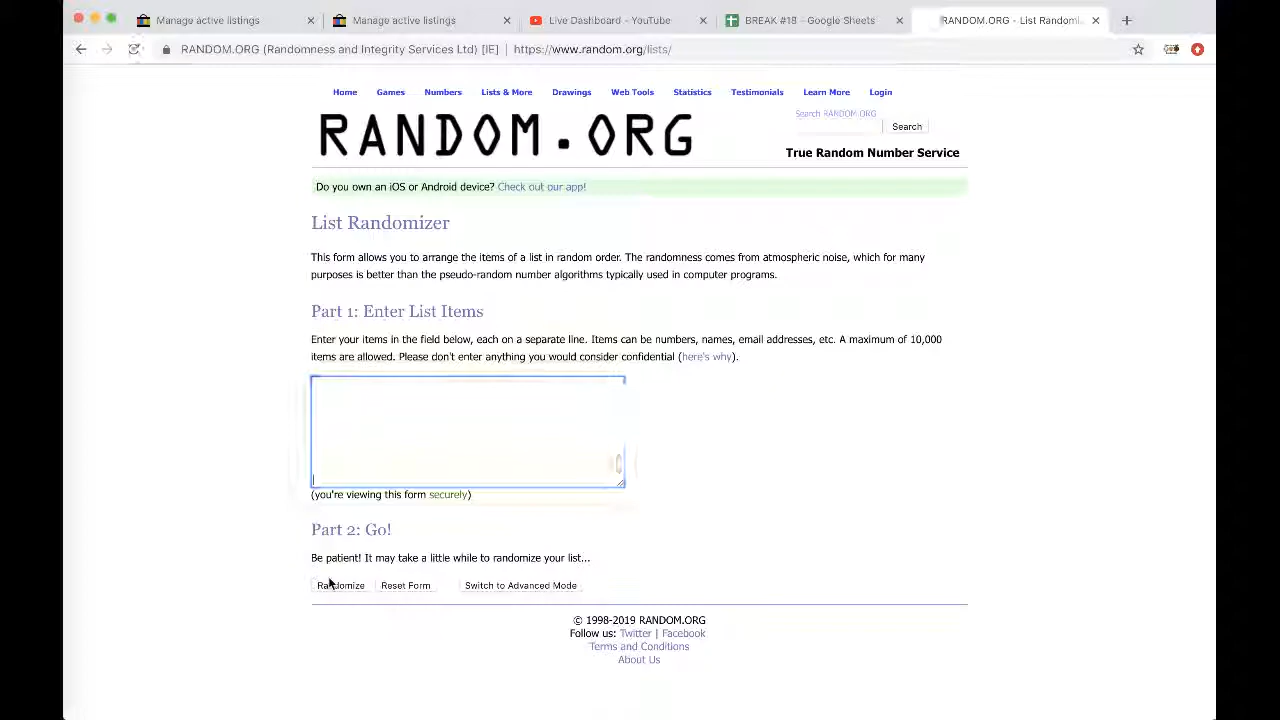 Manage active listings
Manage active listings
Live Dashboard - YouTube
BREAK #18 - Google Sheets
RANDOM.ORG - List Randomi
RANDOM.ORG (Randomness and Integrity Services Ltd) [IE] | https://www.random.org/lists/
Home Games Numbers Lists & More Drawings Web Tools Statistics Testimonials Learn More Login
RANDOM.ORG
Search RANDOM.ORG
Search
True Random Number Service
Do you own an iOS or Android device? Check out our app!
List Randomizer
This form allows you to arrange the items of a list in random order. The randomness comes from atmospheric noise, which for many
purposes is better than the pseudo-random number algorithms typically used in computer programs.
Part 1: Enter List Items
Enter your items in the field below, each on a separate line. Items can be numbers, names, email addresses, etc. A maximum of 10,000
items are allowed. Please don't enter anything you would consider confidential (here's why).
(you're viewing this form securely)
Part 2: Go!
Be patient! It may take a little while to randomize your list...
Randomize Reset Form Switch to Advanced Mode
© 1998-2019 RANDOM.ORG
Follow us: Twitter | Facebook
Terms and Conditions
About Us